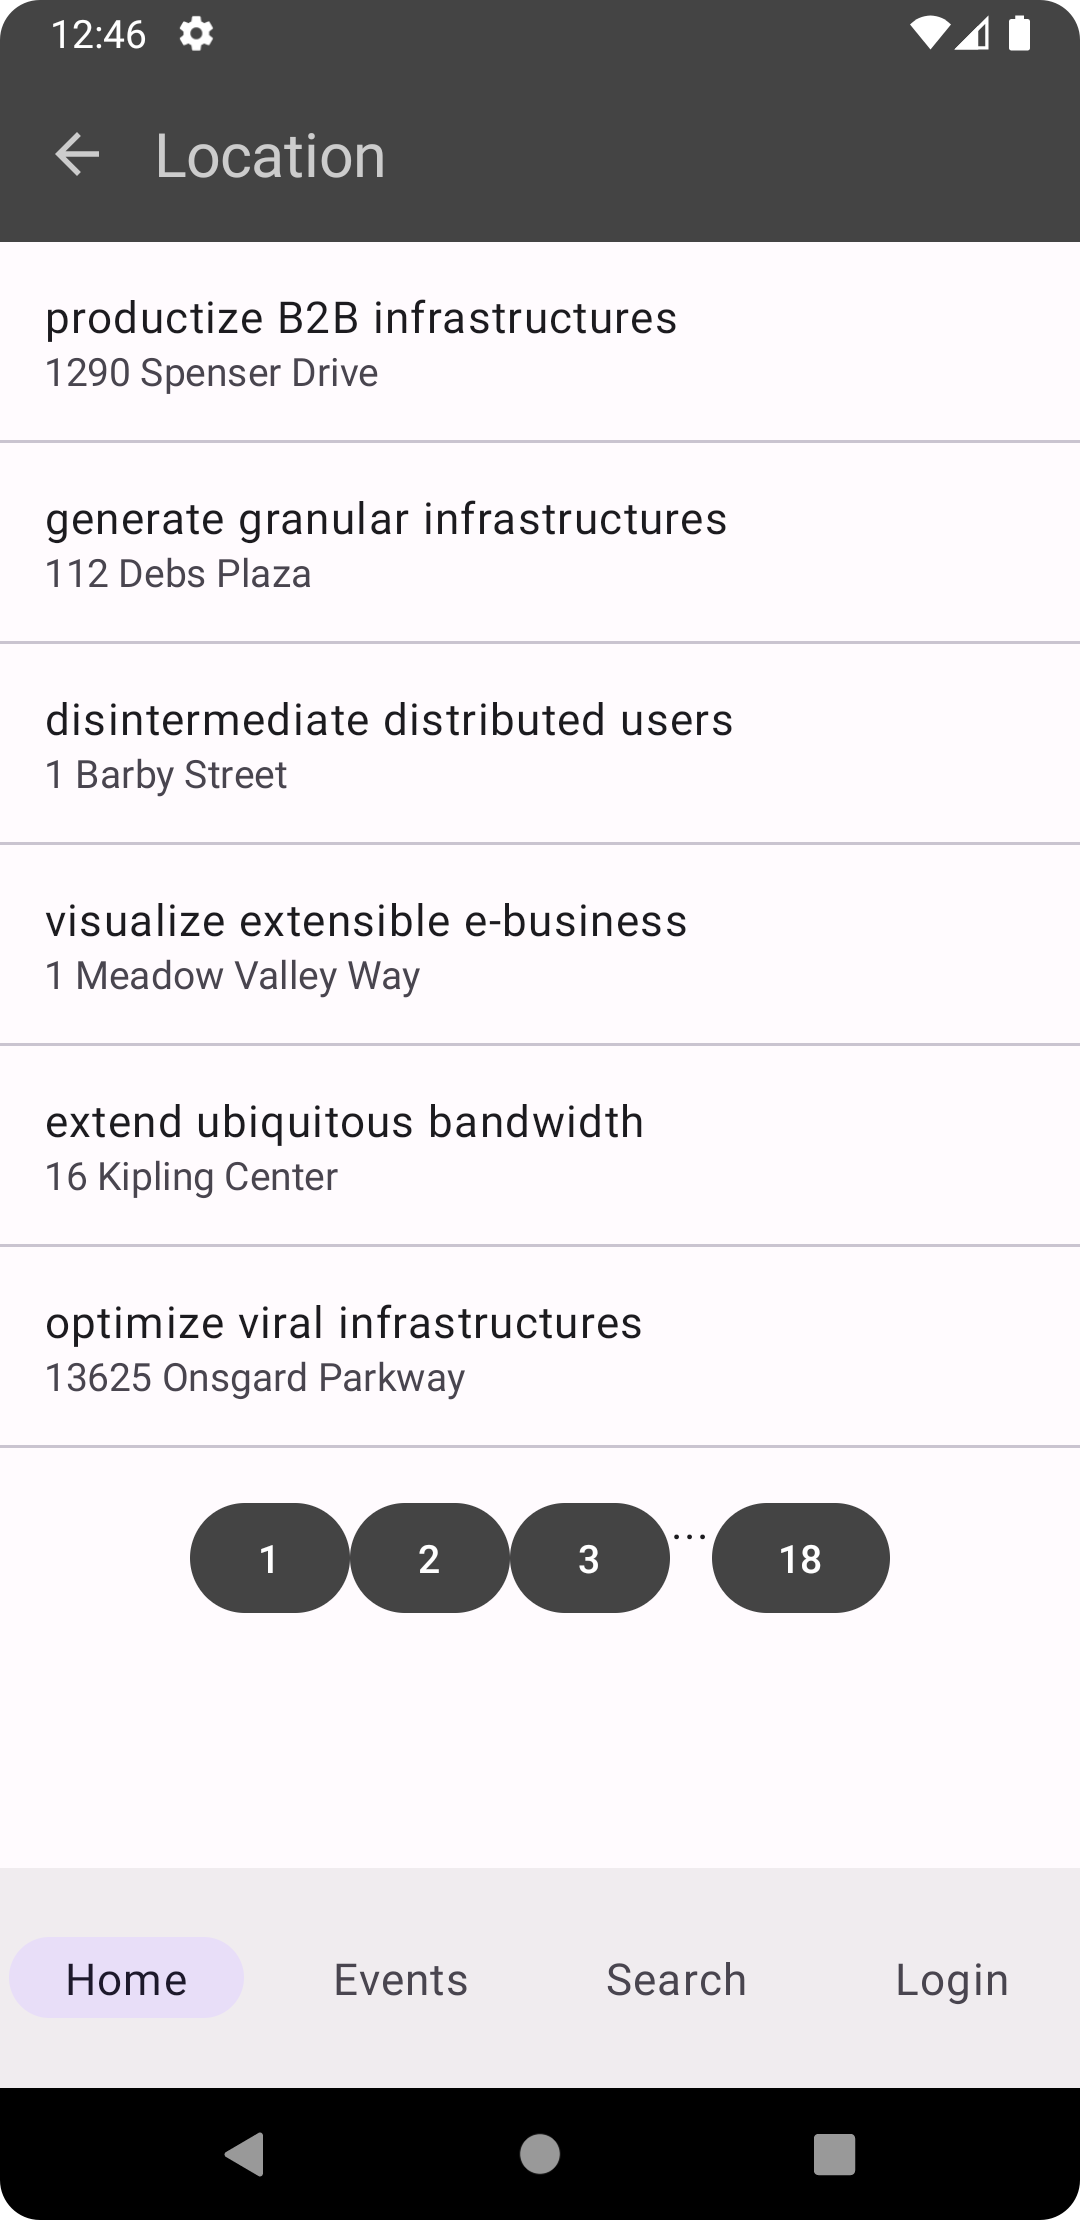 12:46
Location
productize B2B infrastructures
1290 Spenser Drive
generate granular infrastructures
112 Debs Plaza
disintermediate distributed users
1 Barby Street
visualize extensible e-business
1 Meadow Valley Way
extend ubiquitous bandwidth
16 Kipling Center
optimize viral infrastructures
13625 Onsgard Parkway
1 2 3 ... 18
Home Events Search Login